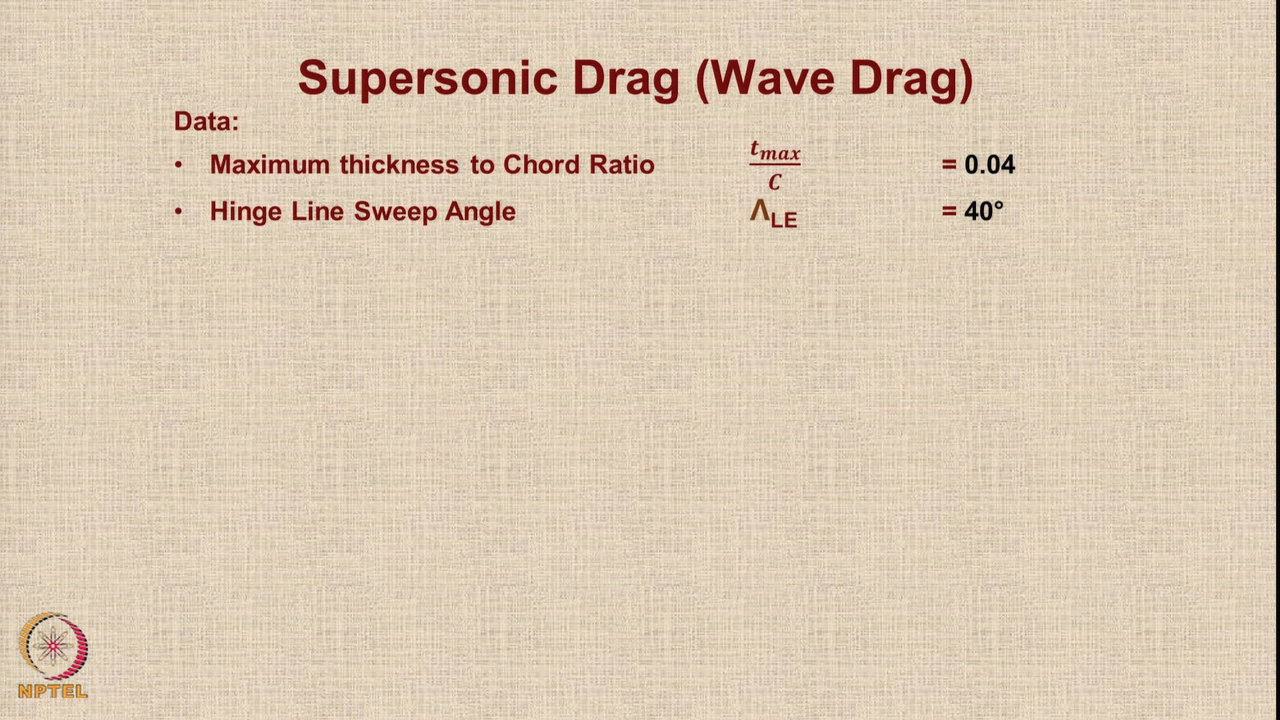 Supersonic Drag (Wave Drag)
Data:
• Maximum thickness to Chord Ratio t_max/C = 0.04
• Hinge Line Sweep Angle Λ_LE = 40°
NPTEL